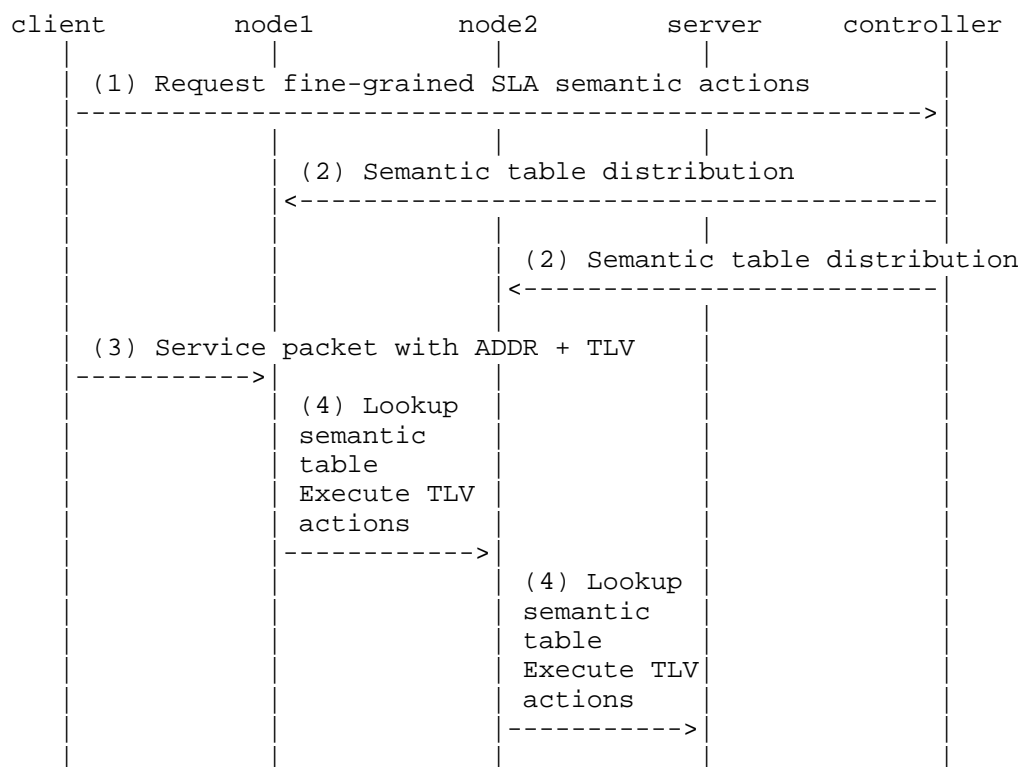 client node1 node2 server controller
(1) Request fine-grained SLA semantic actions
(2) Semantic table distribution
(2) Semantic table distribution
(3) Service packet with ADDR + TLV
(4) Lookup
semantic
table
Execute TLV
actions
(4) Lookup
semantic
table
Execute TLV
actions